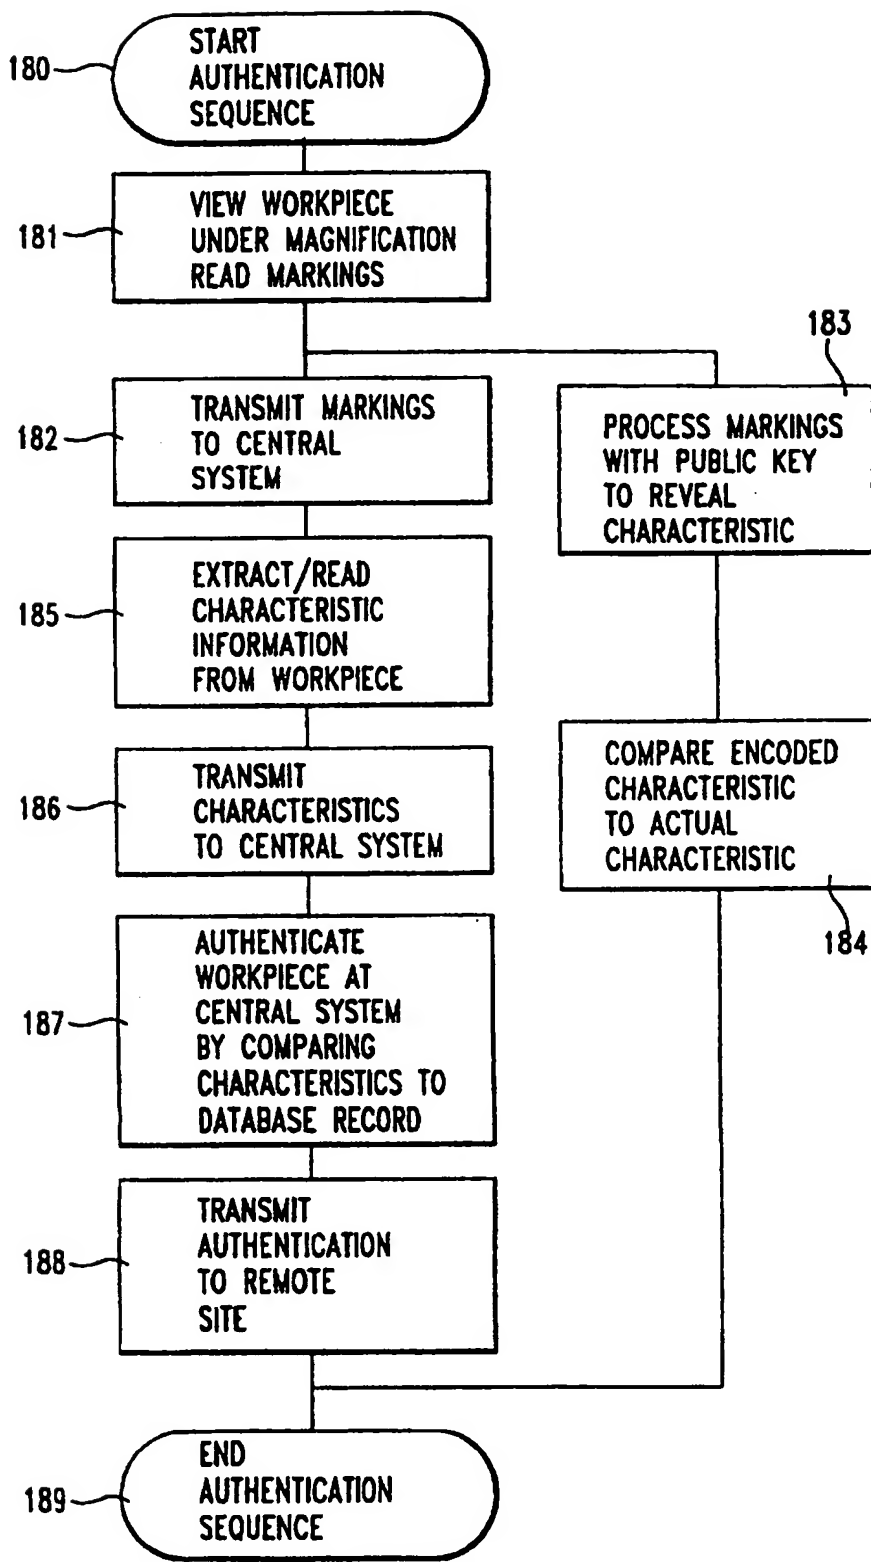 180
START
AUTHENTICATION
SEQUENCE
181
VIEW WORKPIECE
UNDER MAGNIFICATION
READ MARKINGS
182
TRANSMIT MARKINGS
TO CENTRAL
SYSTEM
183
PROCESS MARKINGS
WITH PUBLIC KEY
TO REVEAL
CHARACTERISTIC
185
EXTRACT/READ
CHARACTERISTIC
INFORMATION
FROM WORKPIECE
186
TRANSMIT
CHARACTERISTICS
TO CENTRAL SYSTEM
COMPARE ENCODED
CHARACTERISTIC
TO ACTUAL
CHARACTERISTIC
184
187
AUTHENTICATE
WORKPIECE AT
CENTRAL SYSTEM
BY COMPARING
CHARACTERISTICS TO
DATABASE RECORD
188
TRANSMIT
AUTHENTICATION
TO REMOTE
SITE
189
END
AUTHENTICATION
SEQUENCE